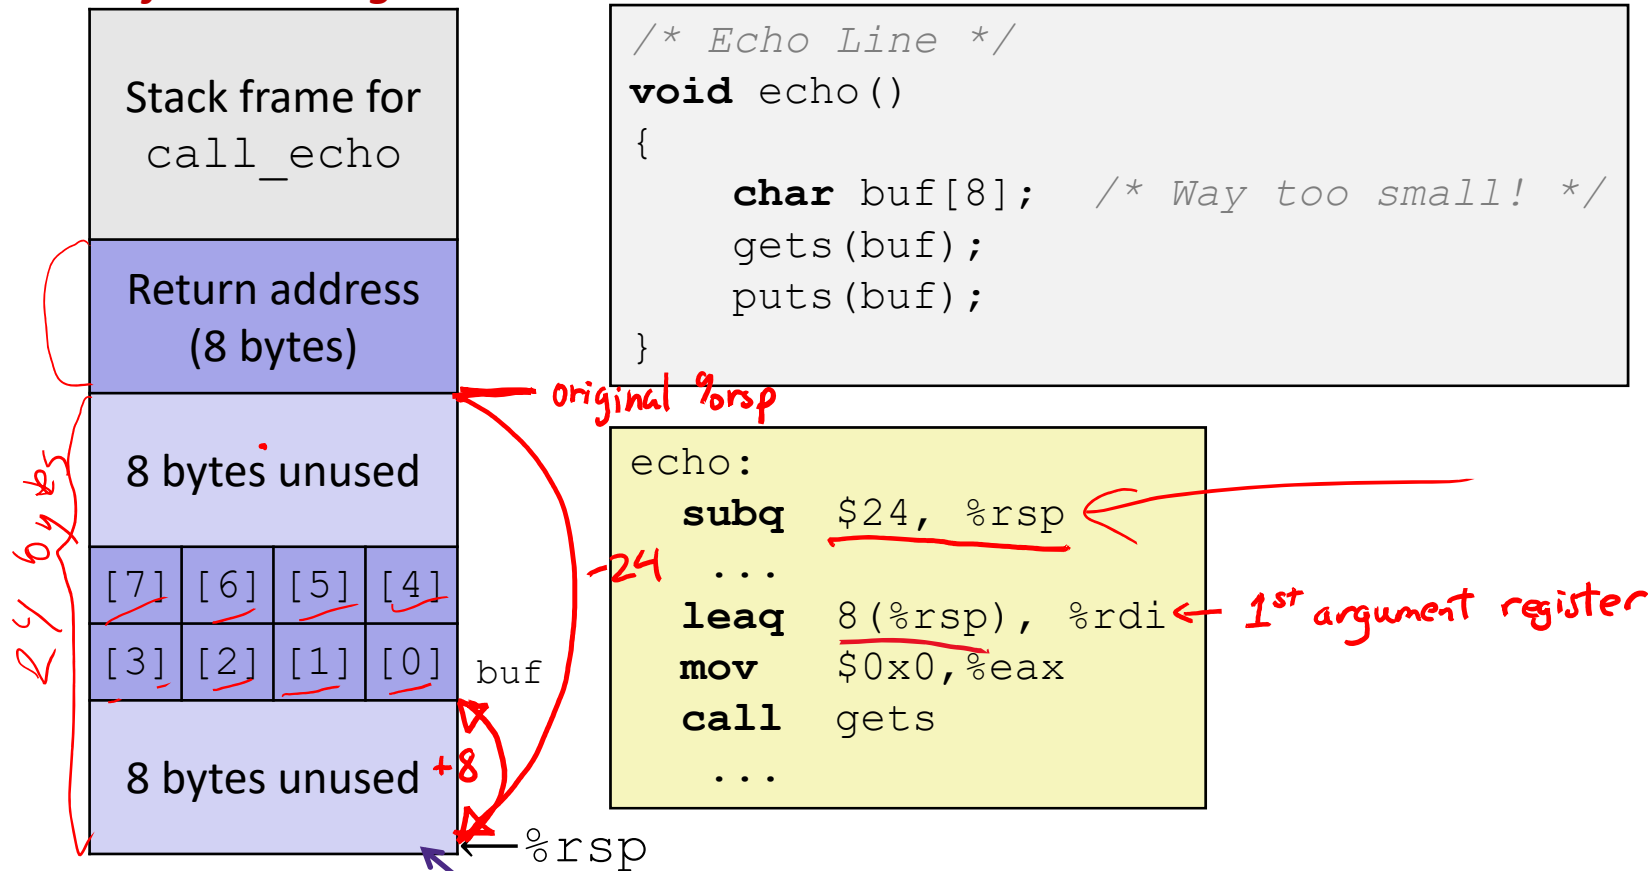 /* Echo Line */
void echo()
{
char buf[8]; /* Way too small! */
gets(buf);
puts(buf);
}
Stack frame for
call_echo
Return address
(8 bytes)
original %rsp
8 bytes unused
24 bytes
[7] [6] [5] [4]
[3] [2] [1] [0] buf
8 bytes unused +8
%rsp
-24
echo:
subq $24, %rsp
...
leaq 8(%rsp), %rdi
1st argument register
mov $0x0,%eax
call gets
...